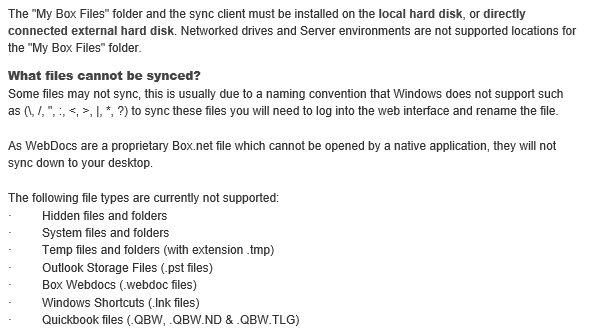 The "My Box Files" folder and the sync client must be installed on the local hard disk, or directly
connected external hard disk. Networked drives and Server environments are not supported locations for
the "My Box Files" folder.
What files cannot be synced?
Some files may not sync, this is usually due to a naming convention that Windows does not support such
as (\, /, ", :, <, >, |, *, ?) to sync these files you will need to log into the web interface and rename the file.
As WebDocs are a proprietary Box.net file which cannot be opened by a native application, they will not
sync down to your desktop.
The following file types are currently not supported:
· Hidden files and folders
· System files and folders
· Temp files and folders (with extension .tmp)
· Outlook Storage Files (.pst files)
· Box Webdocs (.webdoc files)
· Windows Shortcuts (.lnk files)
· Quickbook files (.QBW, .QBW.ND & .QBW.TLG)